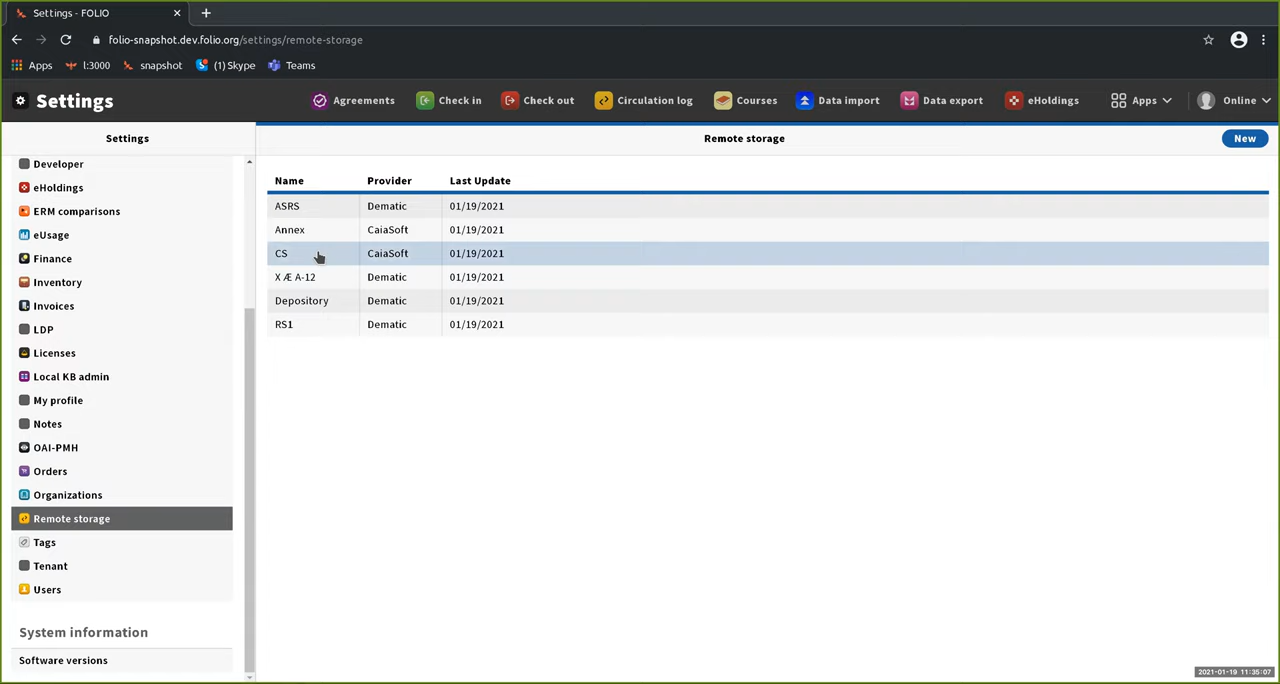 Settings - FOLIO
folio-snapshot.dev.folio.org/settings/remote-storage
Apps l:3000 snapshot (1) Skype Teams
Settings Agreements Check in Check out Circulation log Courses Data import Data export eHoldings Apps Online
Settings
Developer
eHoldings
ERM comparisons
eUsage
Finance
Inventory
Invoices
LDP
Licenses
Local KB admin
My profile
Notes
OAI-PMH
Orders
Organizations
Remote storage
Tags
Tenant
Users
System information
Software versions
Remote storage New
Name Provider Last Update
ASRS Dematic 01/19/2021
Annex CaiaSoft 01/19/2021
CS CaiaSoft 01/19/2021
X Æ A-12 Dematic 01/19/2021
Depository Dematic 01/19/2021
RS1 Dematic 01/19/2021
2021-01-19 11:35:07